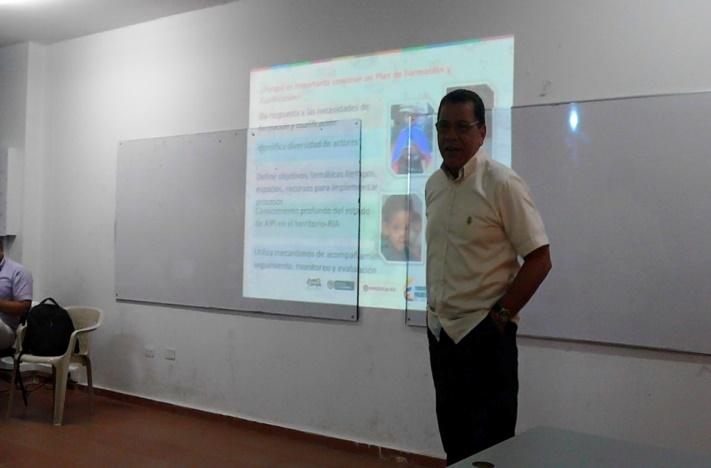 ¿Porqué es importante construir un Plan de Formación y
Cualificación?
Da respuesta a las necesidades de
formación y cualificación.
Identifica diversidad de actores
Definir objetivos, temáticas tiempos,
espacios, recursos para implementar
procesos
Conocimiento profundo del estado
de AIPI en el territorio-RIA
Utiliza mecanismos de acompañamiento
seguimiento, monitoreo y evaluación